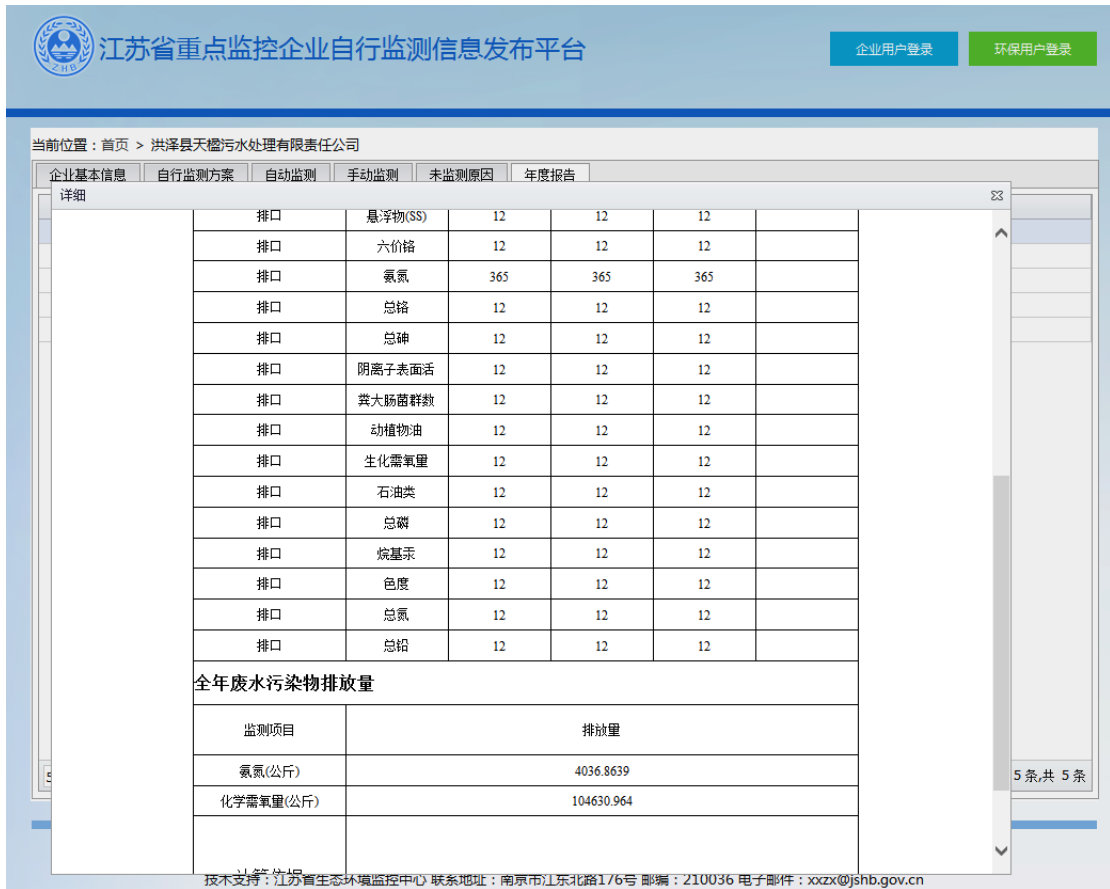 江苏省重点监控企业自行监测信息发布平台 企业用户登录 环保用户登录
ZHB
当前位置：首页 > 洪泽县天楹污水处理有限责任公司
企业基本信息 自行监测方案 自动监测 手动监测 未监测原因 年度报告
详细
排口 悬浮物(SS) 12 12 12
排口 六价铬 12 12 12
排口 氨氮 365 365 365
排口 总铬 12 12 12
排口 总砷 12 12 12
排口 阴离子表面活 12 12 12
排口 粪大肠菌群数 12 12 12
排口 动植物油 12 12 12
排口 生化需氧量 12 12 12
排口 石油类 12 12 12
排口 总磷 12 12 12
排口 烷基汞 12 12 12
排口 色度 12 12 12
排口 总氮 12 12 12
排口 总铅 12 12 12
全年废水污染物排放量
监测项目 排放量
氨氮(公斤) 4036.8639
5 条,共 5 条
化学需氧量(公斤) 104630.964
技术支持：江苏省生态环境监控中心 联系地址：南京市江东北路176号 邮编：210036 电子邮件：xxzx@jshb.gov.cn